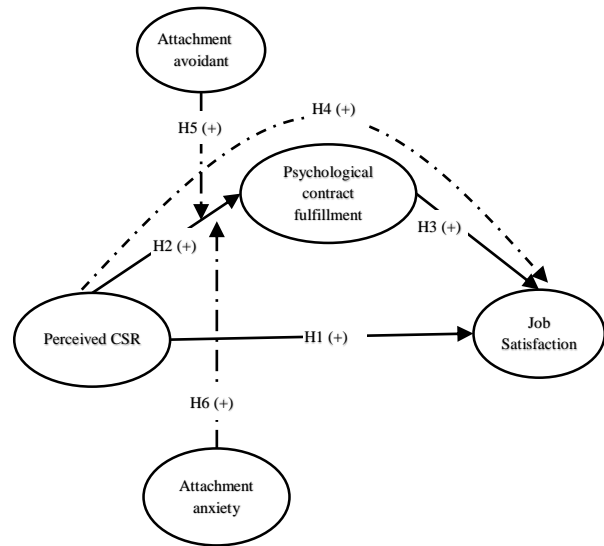 Attachment
avoidant
H4 (+)
H5 (+)
Psychological
contract
fulfillment
H3 (+)
H2 (+)
Perceived CSR
H1 (+)
Job
Satisfaction
H6 (+)
Attachment
anxiety